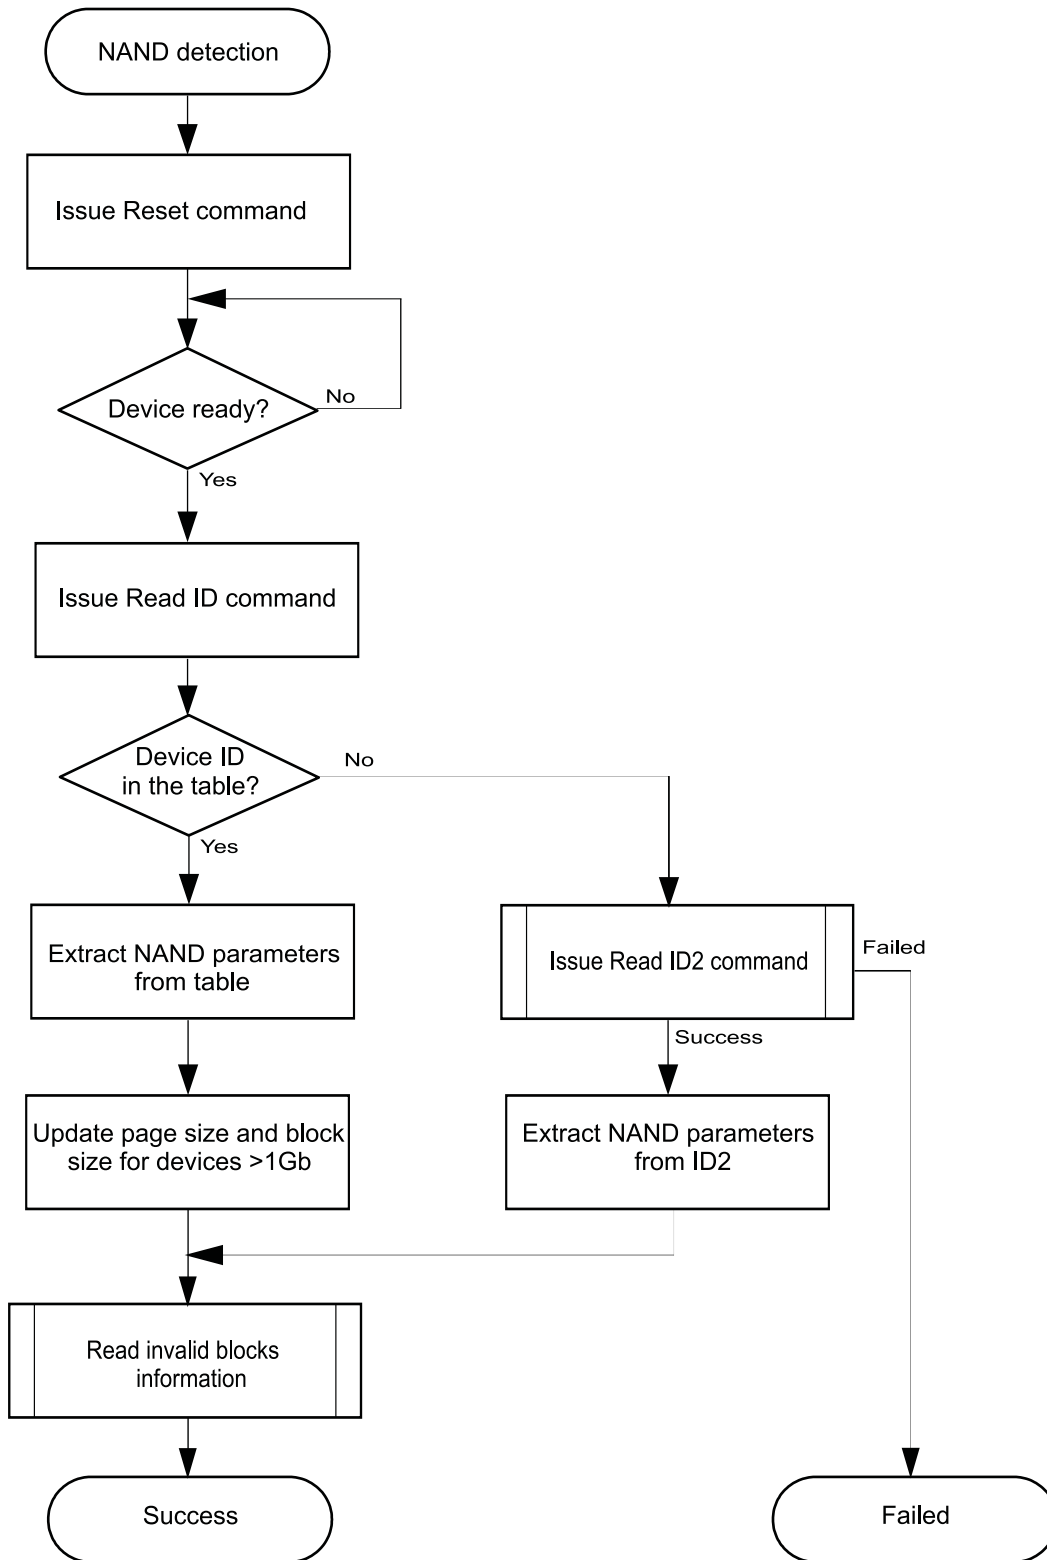 NAND detection
Issue Reset command
Device ready?
No
Yes
Issue Read ID command
Device ID
in the table?
No
Yes
Extract NAND parameters
from table
Issue Read ID2 command
Failed
Success
Update page size and block
size for devices >1Gb
Extract NAND parameters
from ID2
Read invalid blocks
information
Success
Failed